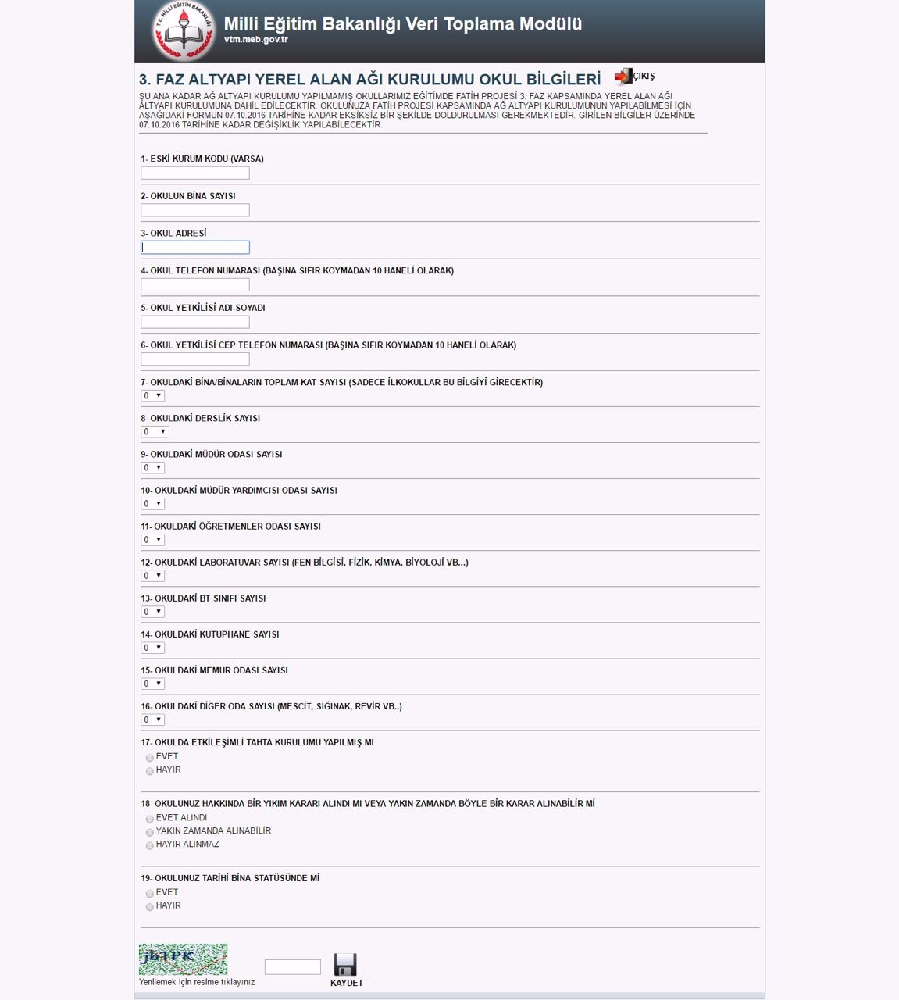 T.C. MİLLİ EĞİTİM BAKANLIĞI
Milli Eğitim Bakanlığı Veri Toplama Modülü
vtm.meb.gov.tr
3. FAZ ALTYAPI YEREL ALAN AĞI KURULUMU OKUL BİLGİLERİ
ÇIKIŞ
ŞU ANA KADAR AĞ ALTYAPI KURULUMU YAPILMAMIŞ OKULLARIMIZ EĞİTİMDE FATİH PROJESİ 3. FAZ KAPSAMINDA YEREL ALAN AĞI
ALTYAPI KURULUMUNA DAHİL EDİLECEKTİR. OKULUNUZA FATİH PROJESİ KAPSAMINDA AĞ ALTYAPI KURULUMUNUN YAPILABİLMESİ İÇİN
AŞAĞIDAKİ FORMUN 07.10.2016 TARİHİNE KADAR EKSİKSİZ BİR ŞEKİLDE DOLDURULMASI GEREKMEKTEDİR. GİRİLEN BİLGİLER ÜZERİNDE
07.10.2016 TARİHİNE KADAR DEĞİŞİKLİK YAPILABİLECEKTİR.
1- ESKİ KURUM KODU (VARSA)
2- OKULUN BİNA SAYISI
3- OKUL ADRESİ
4- OKUL TELEFON NUMARASI (BAŞINA SIFIR KOYMADAN 10 HANELİ OLARAK)
5- OKUL YETKİLİSİ ADI-SOYADI
6- OKUL YETKİLİSİ CEP TELEFON NUMARASI (BAŞINA SIFIR KOYMADAN 10 HANELİ OLARAK)
7- OKULDAKİ BİNA/BİNALARIN TOPLAM KAT SAYISI (SADECE İLKOKULLAR BU BİLGİYİ GİRECEKTİR)
0
8- OKULDAKİ DERSLİK SAYISI
0
9- OKULDAKİ MÜDÜR ODASI SAYISI
0
10- OKULDAKİ MÜDÜR YARDIMCISI ODASI SAYISI
0
11- OKULDAKİ ÖĞRETMENLER ODASI SAYISI
0
12- OKULDAKİ LABORATUVAR SAYISI (FEN BİLGİSİ, FİZİK, KİMYA, BİYOLOJİ VB...)
0
13- OKULDAKİ BT SINIFI SAYISI
0
14- OKULDAKİ KÜTÜPHANE SAYISI
0
15- OKULDAKİ MEMUR ODASI SAYISI
0
16- OKULDAKİ DİĞER ODA SAYISI (MESCİT, SIĞINAK, REVİR VB..)
0
17- OKULDA ETKİLEŞİMLİ TAHTA KURULUMU YAPILMIŞ MI
EVET
HAYIR
18- OKULUNUZ HAKKINDA BİR YIKIM KARARI ALINDI MI VEYA YAKIN ZAMANDA BÖYLE BİR KARAR ALINABİLİR Mİ
EVET ALINDI
YAKIN ZAMANDA ALINABİLİR
HAYIR ALINMAZ
19- OKULUNUZ TARİHİ BİNA STATÜSÜNDE Mİ
EVET
HAYIR
jhTPK
Yenilemek için resime tıklayınız
KAYDET